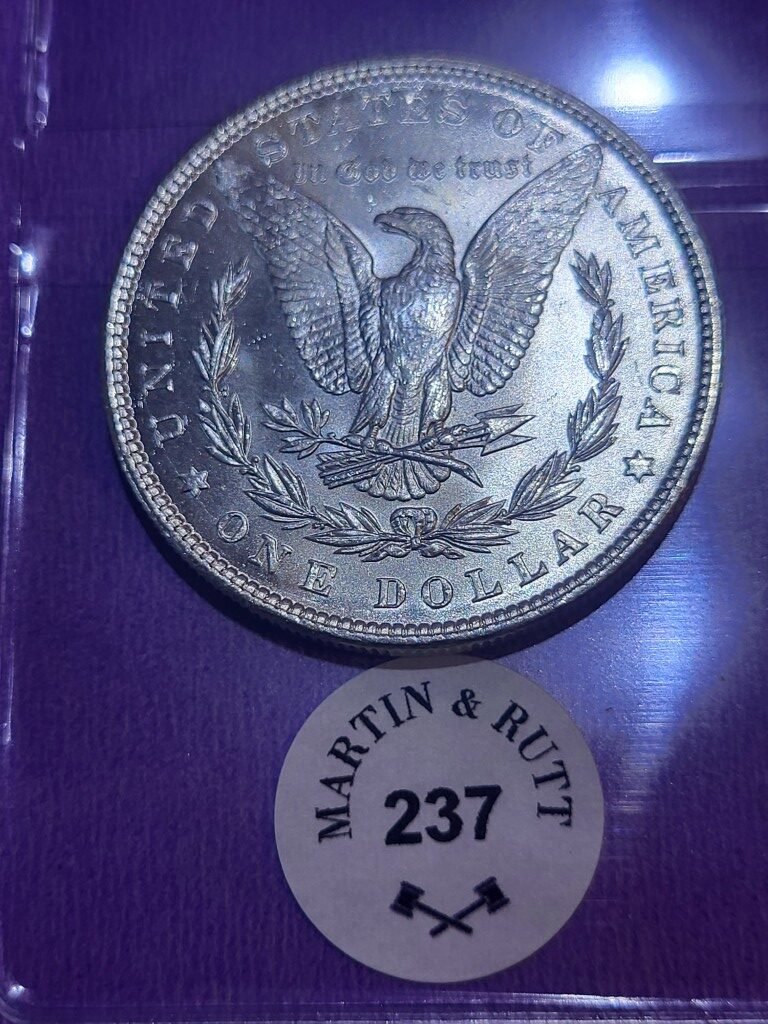 UNITED STATES OF AMERICA
In God we trust
ONE DOLLAR
MARTIN & RUTT
237